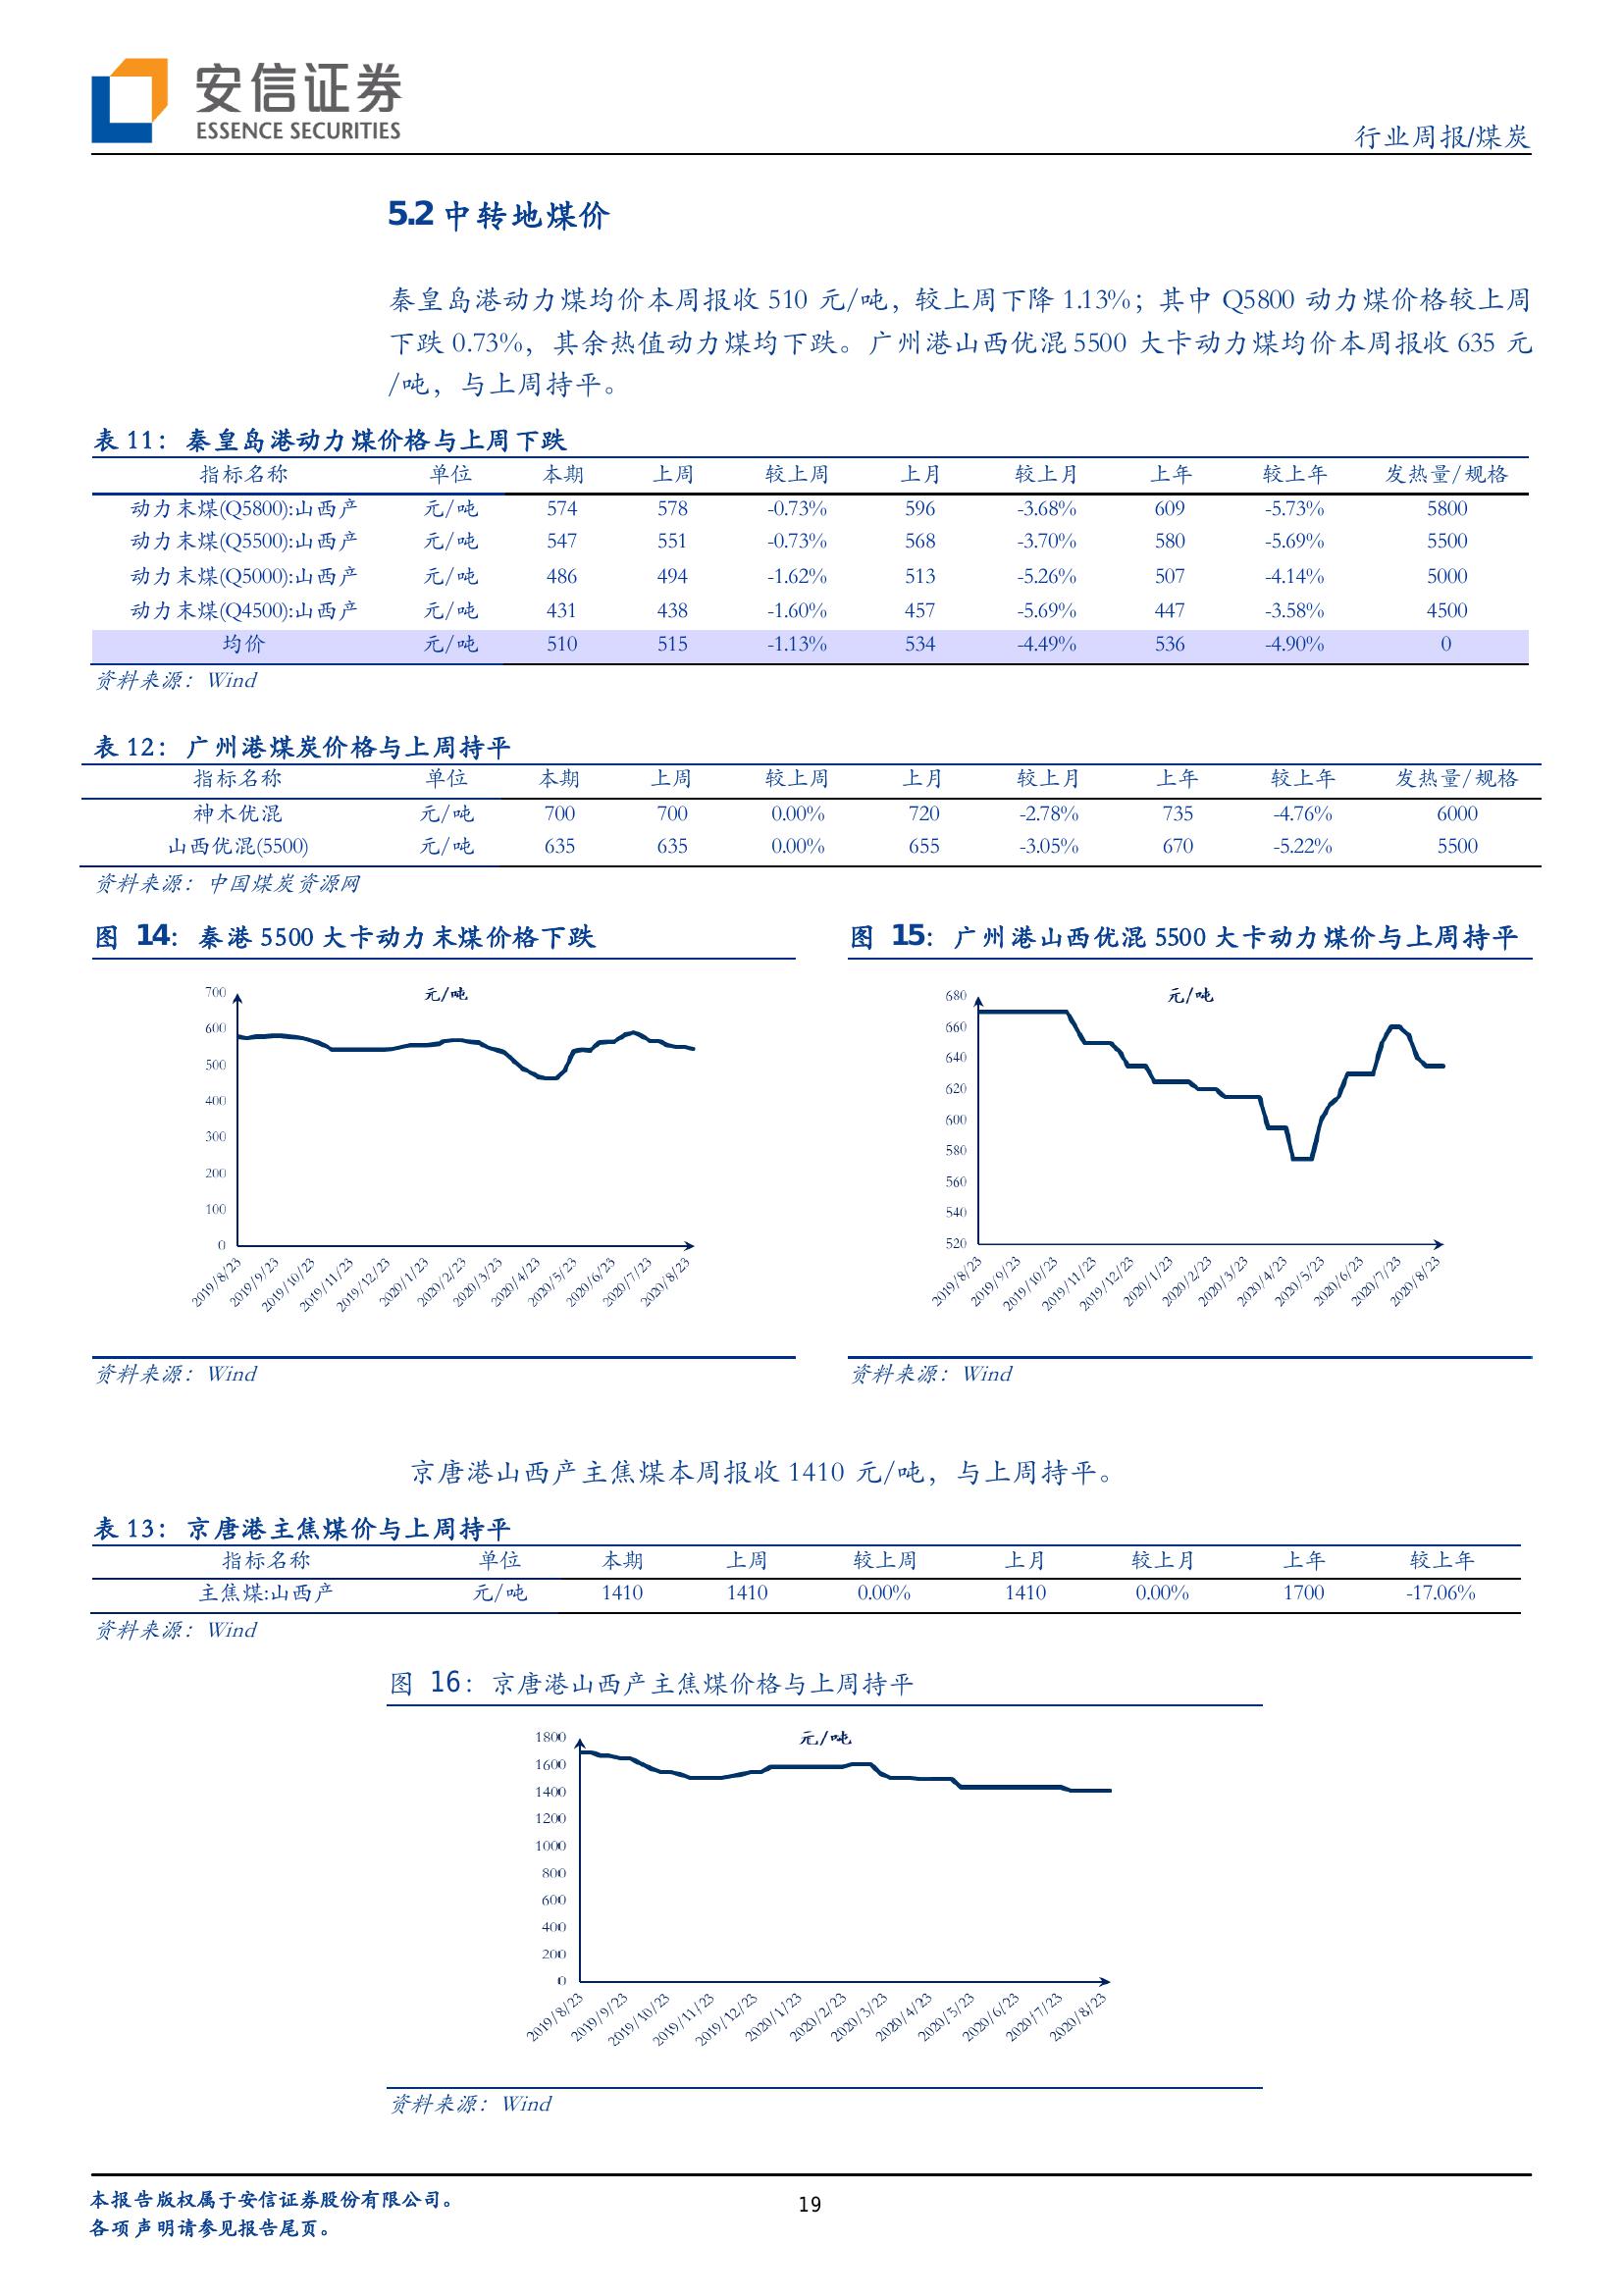 安信证券
ESSENCE SECURITIES
行业周报/煤炭
5.2 中转地煤价
秦皇岛港动力煤均价本周报收 510 元/吨，较上周下降 1.13%；其中 Q5800 动力煤价格较上周
下跌 0.73%，其余热值动力煤均下跌。广州港山西优混 5500 大卡动力煤均价本周报收 635 元
/吨，与上周持平。
表 11：秦皇岛港动力煤价格与上周下跌
指标名称 单位 本期 上周 较上周 上月 较上月 上年 较上年 发热量/规格
动力末煤(Q5800):山西产 元/吨 574 578 -0.73% 596 -3.68% 609 -5.73% 5800
动力末煤(Q5500):山西产 元/吨 547 551 -0.73% 568 -3.70% 580 -5.69% 5500
动力末煤(Q5000):山西产 元/吨 486 494 -1.62% 513 -5.26% 507 -4.14% 5000
动力末煤(Q4500):山西产 元/吨 431 438 -1.60% 457 -5.69% 447 -3.58% 4500
均价 元/吨 510 515 -1.13% 534 -4.49% 536 -4.90% 0
资料来源：Wind
表 12：广州港煤炭价格与上周持平
指标名称 单位 本期 上周 较上周 上月 较上月 上年 较上年 发热量/规格
神木优混 元/吨 700 700 0.00% 720 -2.78% 735 -4.76% 6000
山西优混(5500) 元/吨 635 635 0.00% 655 -3.05% 670 -5.22% 5500
资料来源：中国煤炭资源网
图 14：秦港 5500 大卡动力末煤价格下跌
元/吨
700
600
500
400
300
200
100
0
2019/8/23 2019/9/23 2019/10/23 2019/11/23 2019/12/23 2020/1/23 2020/2/23 2020/3/23 2020/4/23 2020/5/23 2020/6/23 2020/7/23 2020/8/23
资料来源：Wind
图 15：广州港山西优混 5500 大卡动力煤价与上周持平
元/吨
680
660
640
620
600
580
560
540
520
2019/8/23 2019/9/23 2019/10/23 2019/11/23 2019/12/23 2020/1/23 2020/2/23 2020/3/23 2020/4/23 2020/5/23 2020/6/23 2020/7/23 2020/8/23
资料来源：Wind
京唐港山西产主焦煤本周报收 1410 元/吨，与上周持平。
表 13：京唐港主焦煤价与上周持平
指标名称 单位 本期 上周 较上周 上月 较上月 上年 较上年
主焦煤:山西产 元/吨 1410 1410 0.00% 1410 0.00% 1700 -17.06%
资料来源：Wind
图 16：京唐港山西产主焦煤价格与上周持平
元/吨
1800
1600
1400
1200
1000
800
600
400
200
0
2019/8/23 2019/9/23 2019/10/23 2019/11/23 2019/12/23 2020/1/23 2020/2/23 2020/3/23 2020/4/23 2020/5/23 2020/6/23 2020/7/23 2020/8/23
资料来源：Wind
本报告版权属于安信证券股份有限公司。
各项声明请参见报告尾页。
19